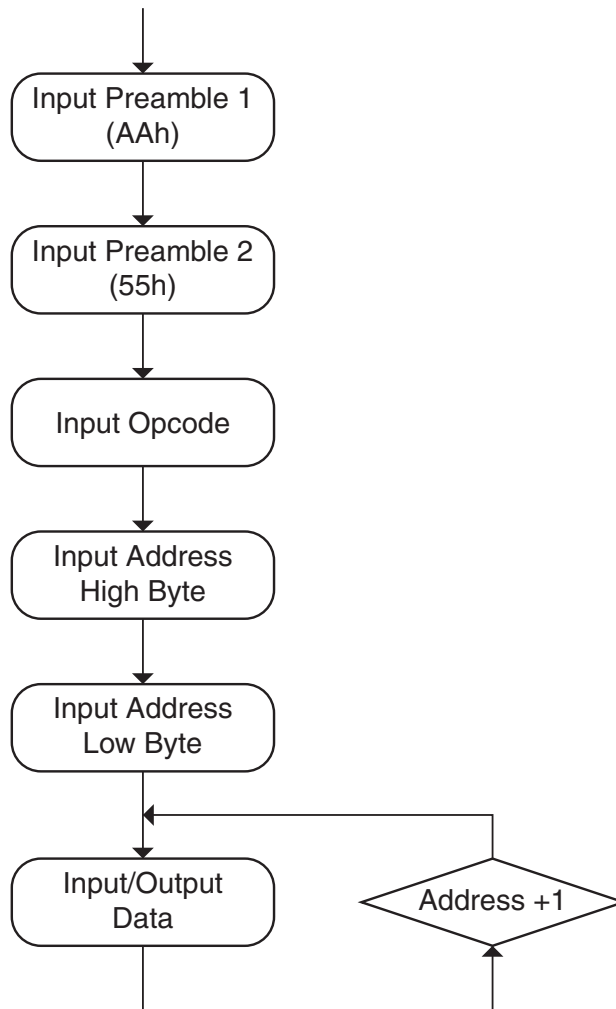 Input Preamble 1
(AAh)
Input Preamble 2
(55h)
Input Opcode
Input Address
High Byte
Input Address
Low Byte
Input/Output
Data
Address +1